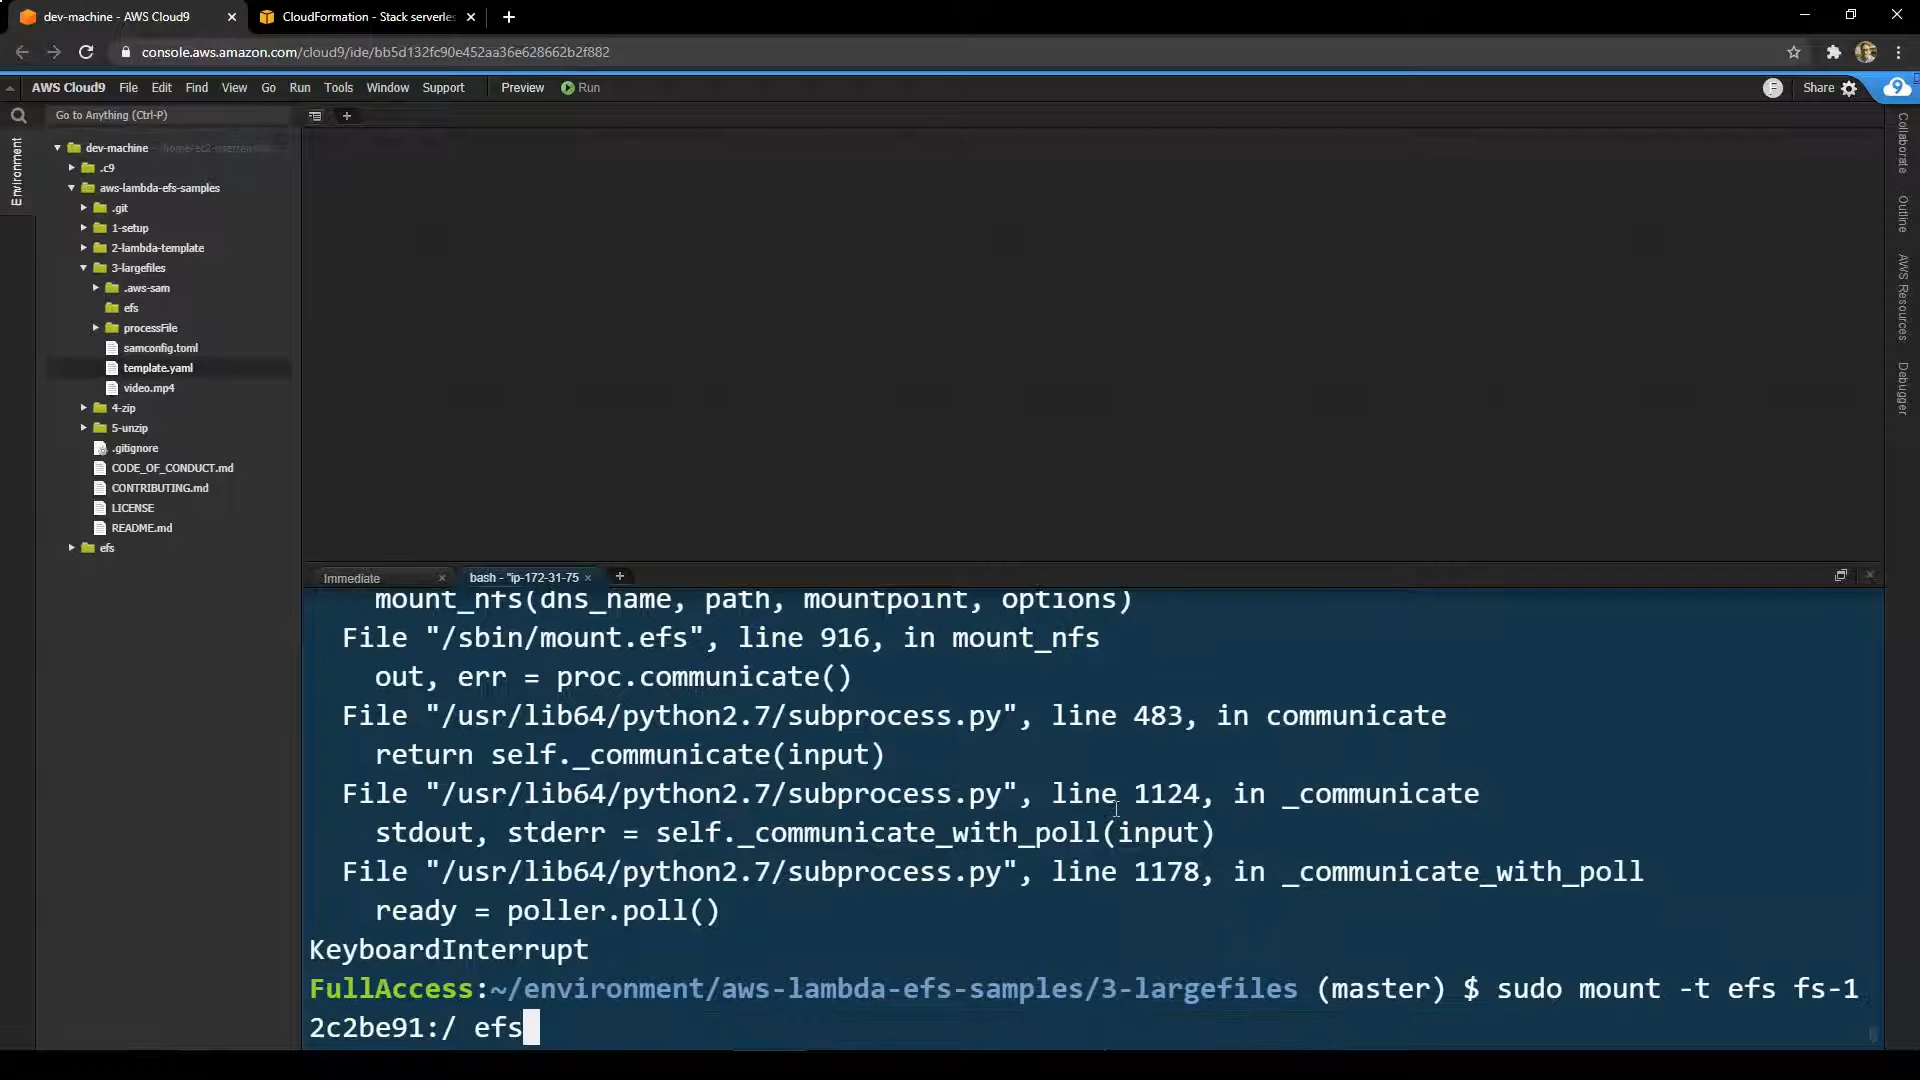 dev-machine - AWS Cloud9
CloudFormation - Stack serverles
console.aws.amazon.com/cloud9/ide/bb5d132fc90e452aa36e628662b2f882
AWS Cloud9 File Edit Find View Go Run Tools Window Support Preview Run
F Share 9
Go to Anything (Ctrl-P)
Environment
dev-machine
.c9
aws-lambda-efs-samples
.git
1-setup
2-lambda-template
3-largefiles
.aws-sam
efs
processFile
samconfig.toml
template.yaml
video.mp4
4-zip
5-unzip
.gitignore
CODE_OF_CONDUCT.md
CONTRIBUTING.md
LICENSE
README.md
efs
Collaborate
Outline
AWS Resources
Debugger
Immediate
bash - "ip-172-31-75
mount_nfs(dns_name, path, mountpoint, options)
File "/sbin/mount.efs", line 916, in mount_nfs
out, err = proc.communicate()
File "/usr/lib64/python2.7/subprocess.py", line 483, in communicate
return self._communicate(input)
File "/usr/lib64/python2.7/subprocess.py", line 1124, in _communicate
stdout, stderr = self._communicate_with_poll(input)
File "/usr/lib64/python2.7/subprocess.py", line 1178, in _communicate_with_poll
ready = poller.poll()
KeyboardInterrupt
FullAccess:~/environment/aws-lambda-efs-samples/3-largefiles (master) $ sudo mount -t efs fs-1
2c2be91:/ efs